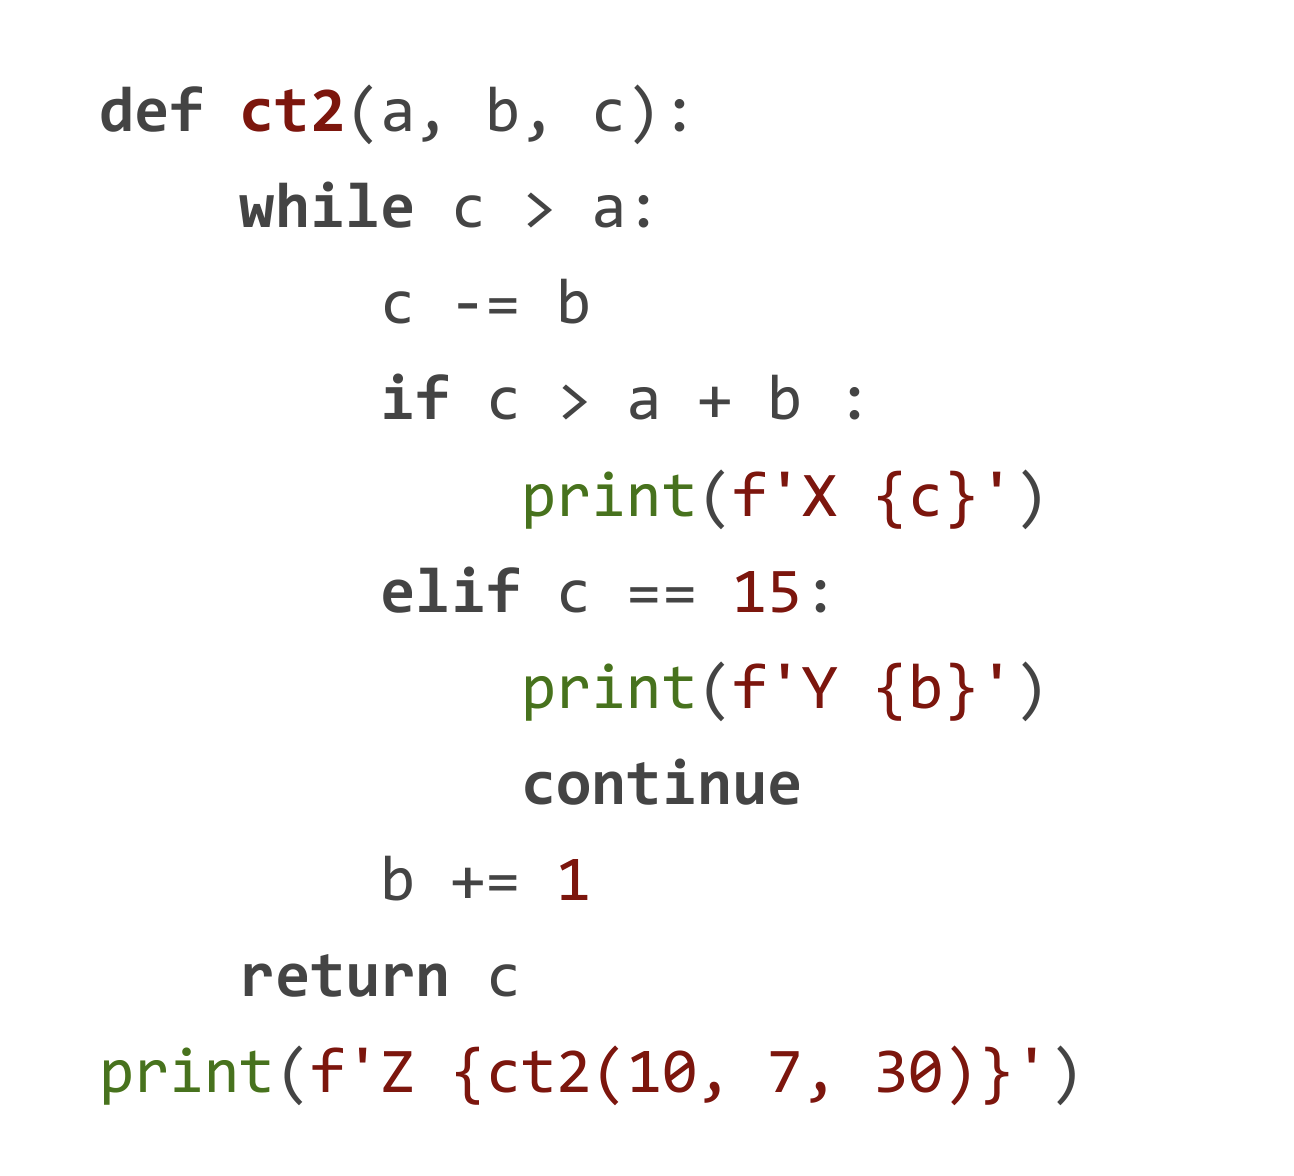 def ct2(a, b, c):
    while c > a:
        c -= b
        if c > a + b :
            print(f'X {c}')
        elif c == 15:
            print(f'Y {b}')
            continue
        b += 1
    return c
print(f'Z {ct2(10, 7, 30)}')